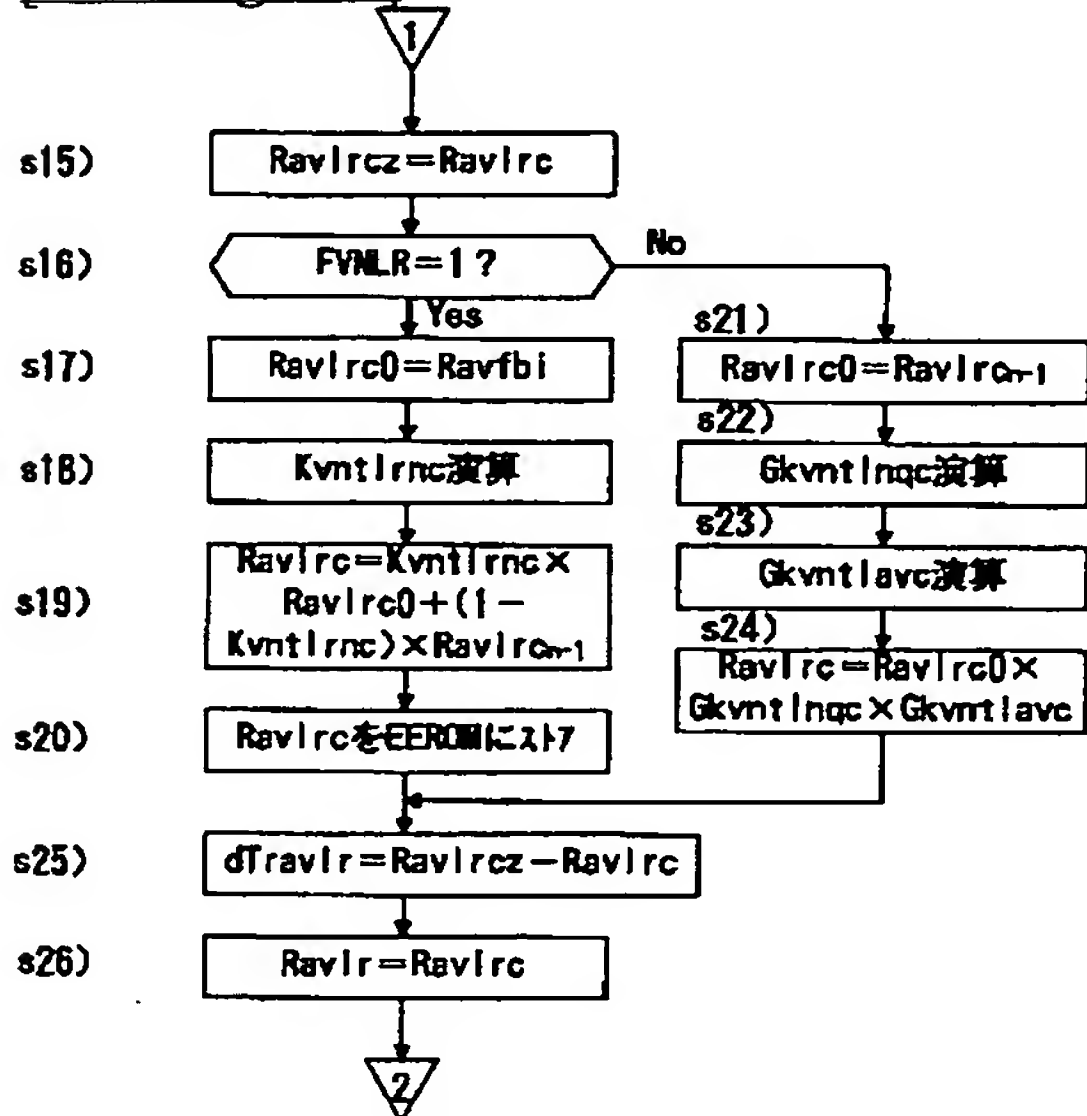 1
s15)
Ravlrcz=Ravlrc
s16)
FVNLR=1?
No
Yes
s17)
Ravlrc0=Ravfbi
s21)
Ravlrc0=Ravlrcn-1
s18)
Kvntlrnc演算
s22)
Gkvntlnqc演算
s23)
Gkvntlavc演算
s19)
Ravlrc=Kvntlrnc×
Ravlrc0+(1-
Kvntlrnc)×Ravlrcn-1
s24)
Ravlrc=Ravlrc0×
Gkvntlnqc×Gkvntlavc
s20)
RavlrcをEEROMにストア
s25)
dTravlr=Ravlrcz-Ravlrc
s26)
Ravlr=Ravlrc
2